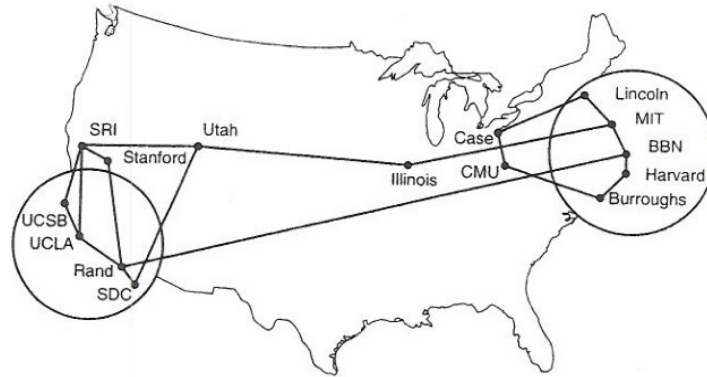 Lincoln
MIT
SRI
Utah
Case
BBN
Stanford
Illinois
CMU
Harvard
Burroughs
UCSB
UCLA
Rand
SDC